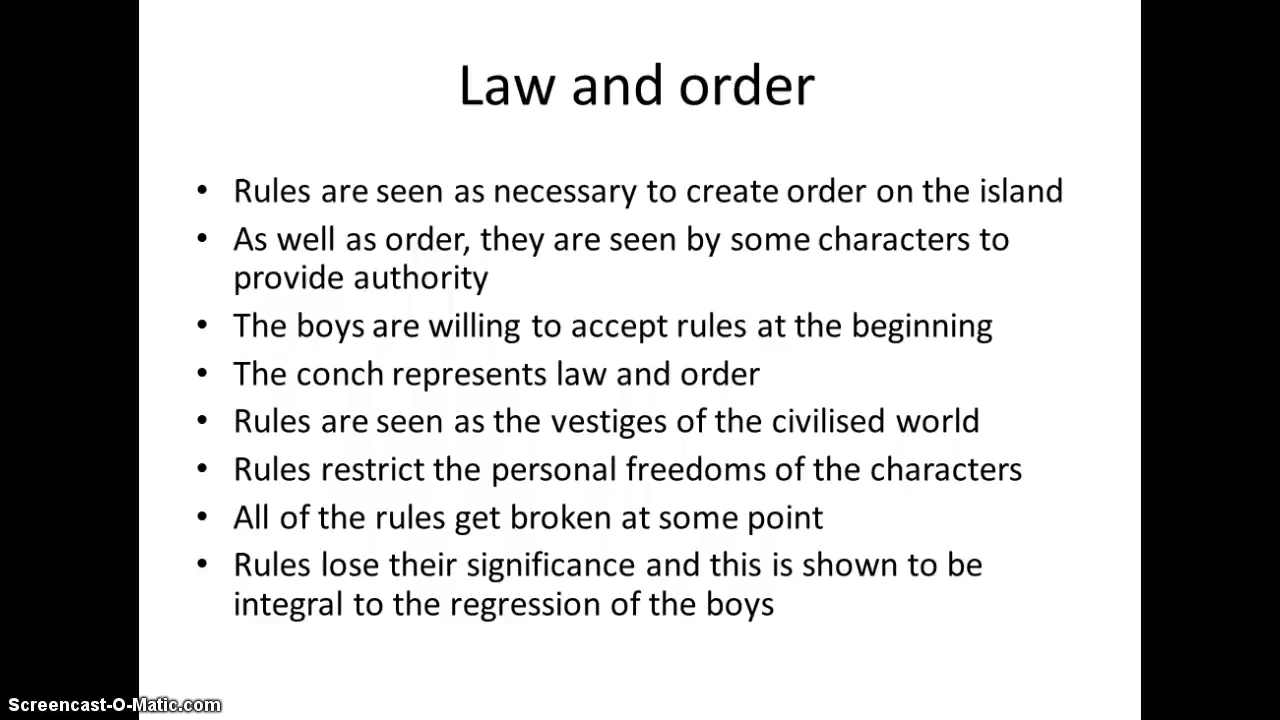 Law and order
• Rules are seen as necessary to create order on the island
• As well as order, they are seen by some characters to
provide authority
• The boys are willing to accept rules at the beginning
• The conch represents law and order
• Rules are seen as the vestiges of the civilised world
• Rules restrict the personal freedoms of the characters
• All of the rules get broken at some point
• Rules lose their significance and this is shown to be
integral to the regression of the boys
Screencast-O-Matic.com